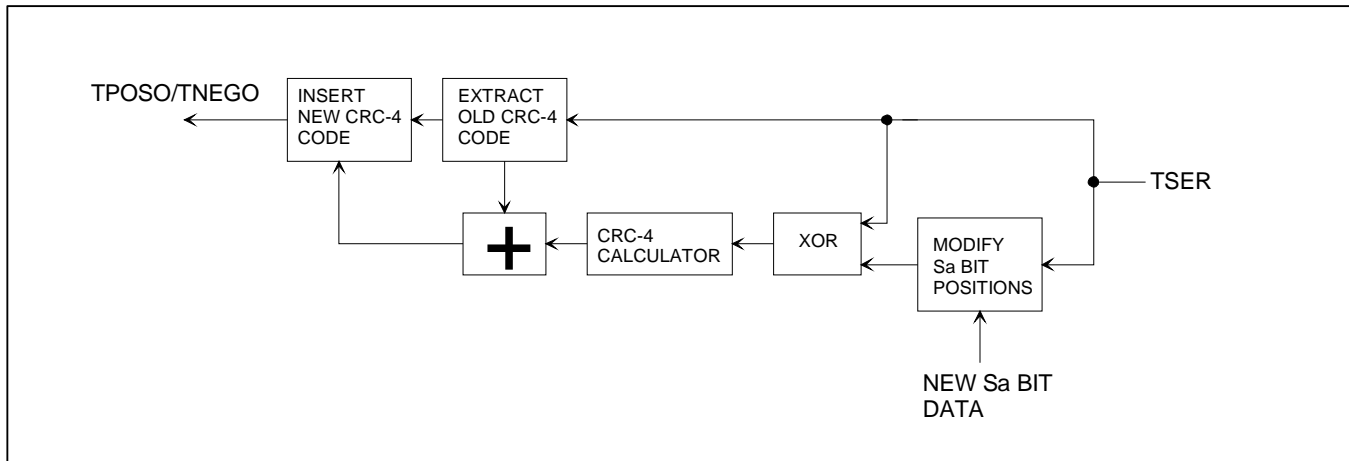 TPOSO/TNEGO
INSERT
NEW CRC-4
CODE
EXTRACT
OLD CRC-4
CODE
TSER
+
CRC-4
CALCULATOR
XOR
MODIFY
Sa BIT
POSITIONS
NEW Sa BIT
DATA